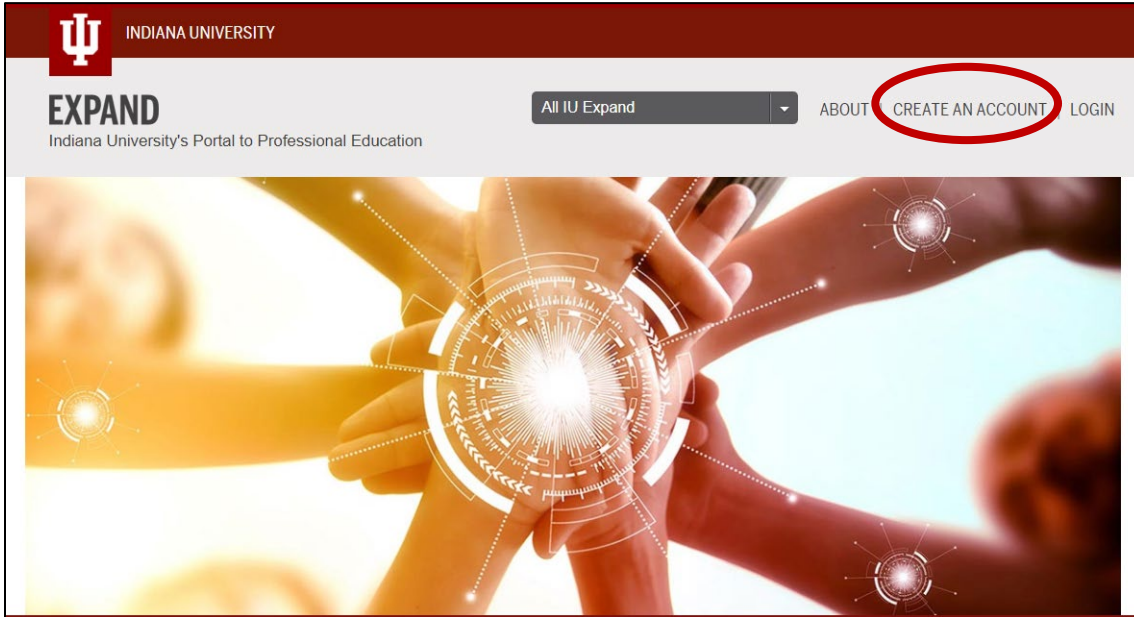 INDIANA UNIVERSITY
EXPAND
Indiana University's Portal to Professional Education
All IU Expand
ABOUT | CREATE AN ACCOUNT | LOGIN